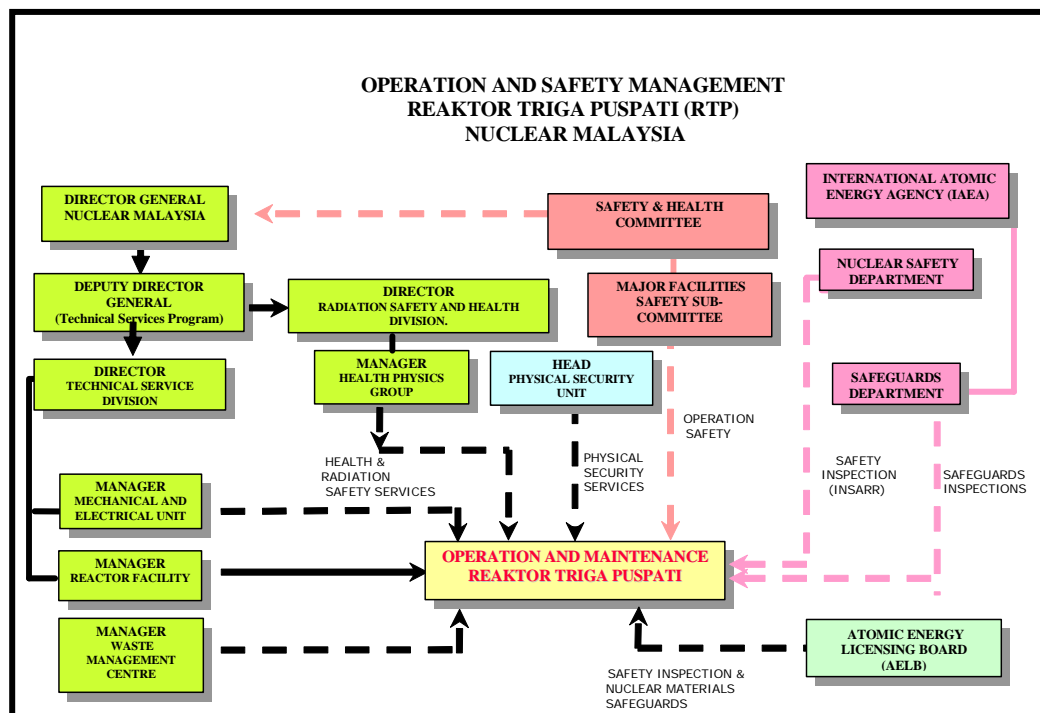 OPERATION AND SAFETY MANAGEMENT
REAKTOR TRIGA PUSPATI (RTP)
NUCLEAR MALAYSIA
DIRECTOR GENERAL
NUCLEAR MALAYSIA
SAFETY & HEALTH
COMMITTEE
INTERNATIONAL ATOMIC
ENERGY AGENCY (IAEA)
NUCLEAR SAFETY
DEPARTMENT
DEPUTY DIRECTOR
GENERAL
(Technical Services Program)
DIRECTOR
RADIATION SAFETY AND HEALTH
DIVISION.
MAJOR FACILITIES
SAFETY SUB-
COMMITTEE
DIRECTOR
TECHNICAL SERVICE
DIVISION
MANAGER
HEALTH PHYSICS
GROUP
HEAD
PHYSICAL SECURITY
UNIT
SAFEGUARDS
DEPARTMENT
OPERATION
SAFETY
HEALTH &
RADIATION
SAFETY SERVICES
PHYSICAL
SECURITY
SERVICES
SAFETY
INSPECTION
(INSARR)
SAFEGUARDS
INSPECTIONS
MANAGER
MECHANICAL AND
ELECTRICAL UNIT
MANAGER
REACTOR FACILITY
OPERATION AND MAINTENANCE
REAKTOR TRIGA PUSPATI
MANAGER
WASTE
MANAGEMENT
CENTRE
SAFETY INSPECTION &
NUCLEAR MATERIALS
SAFEGUARDS
ATOMIC ENERGY
LICENSING BOARD
(AELB)